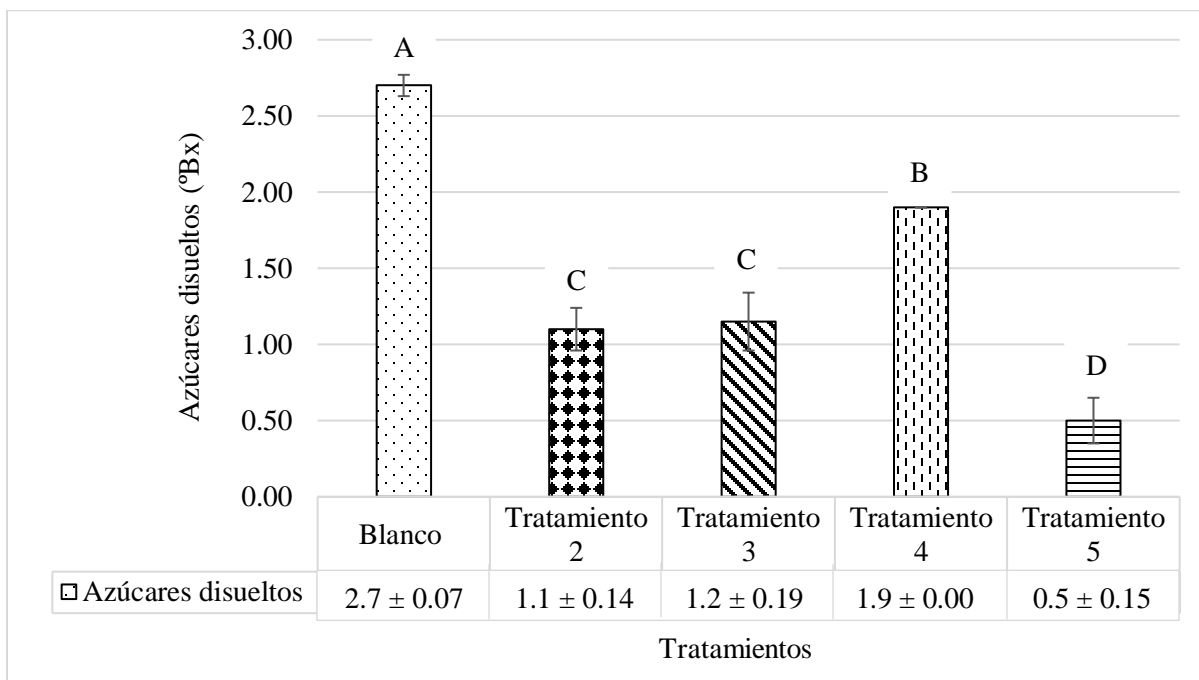 A
B
C
C
D
3.00
2.50
2.00
1.50
1.00
0.50
0.00
Azúcares disueltos (ºBx)
Blanco
Tratamiento
2
Tratamiento
3
Tratamiento
4
Tratamiento
5
Azúcares disueltos
2.7 ± 0.07
1.1 ± 0.14
1.2 ± 0.19
1.9 ± 0.00
0.5 ± 0.15
Tratamientos